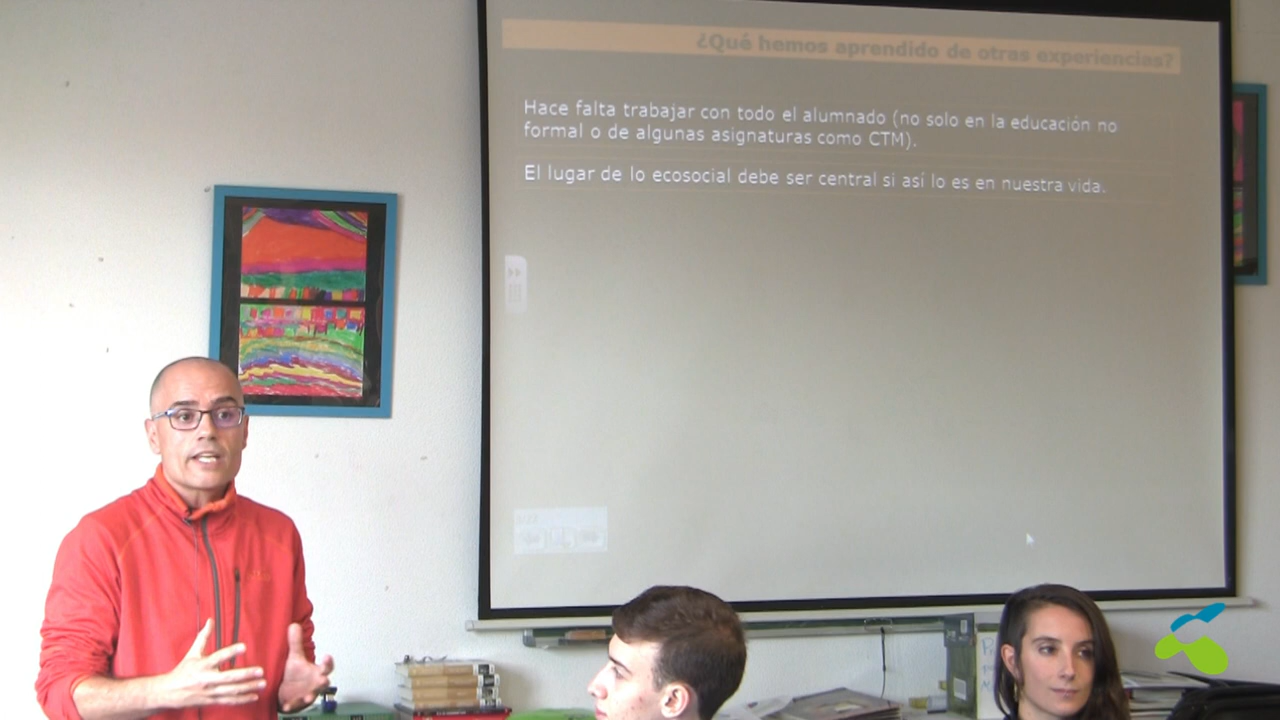 ¿Qué hemos aprendido de otras experiencias?
Hace falta trabajar con todo el alumnado (no solo en la educación no
formal o de algunas asignaturas como CTM).
El lugar de lo ecosocial debe ser central si así lo es en nuestra vida.